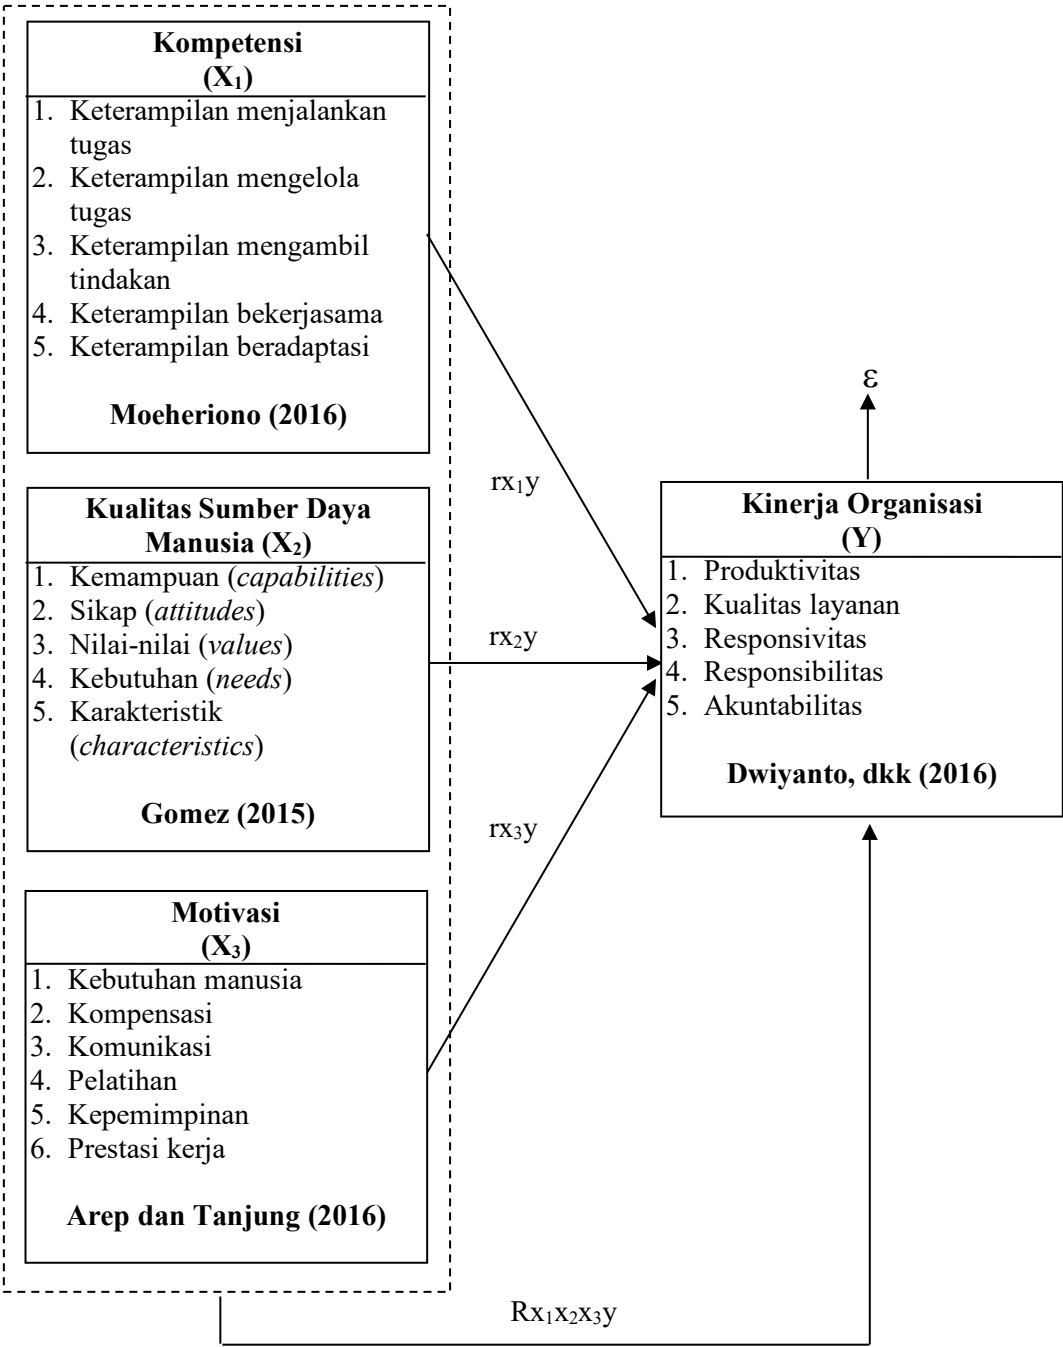 Kompetensi
(X₁)
1. Keterampilan menjalankan
tugas
2. Keterampilan mengelola
tugas
3. Keterampilan mengambil
tindakan
4. Keterampilan bekerjasama
5. Keterampilan beradaptasi
Moeheriono (2016)
Kualitas Sumber Daya
Manusia (X₂)
1. Kemampuan (capabilities)
2. Sikap (attitudes)
3. Nilai-nilai (values)
4. Kebutuhan (needs)
5. Karakteristik
(characteristics)
Gomez (2015)
Motivasi
(X₃)
1. Kebutuhan manusia
2. Kompensasi
3. Komunikasi
4. Pelatihan
5. Kepemimpinan
6. Prestasi kerja
Arep dan Tanjung (2016)
rx₁y
rx₂y
rx₃y
ε
Kinerja Organisasi
(Y)
1. Produktivitas
2. Kualitas layanan
3. Responsivitas
4. Responsibilitas
5. Akuntabilitas
Dwiyanto, dkk (2016)
Rx₁x₂x₃y